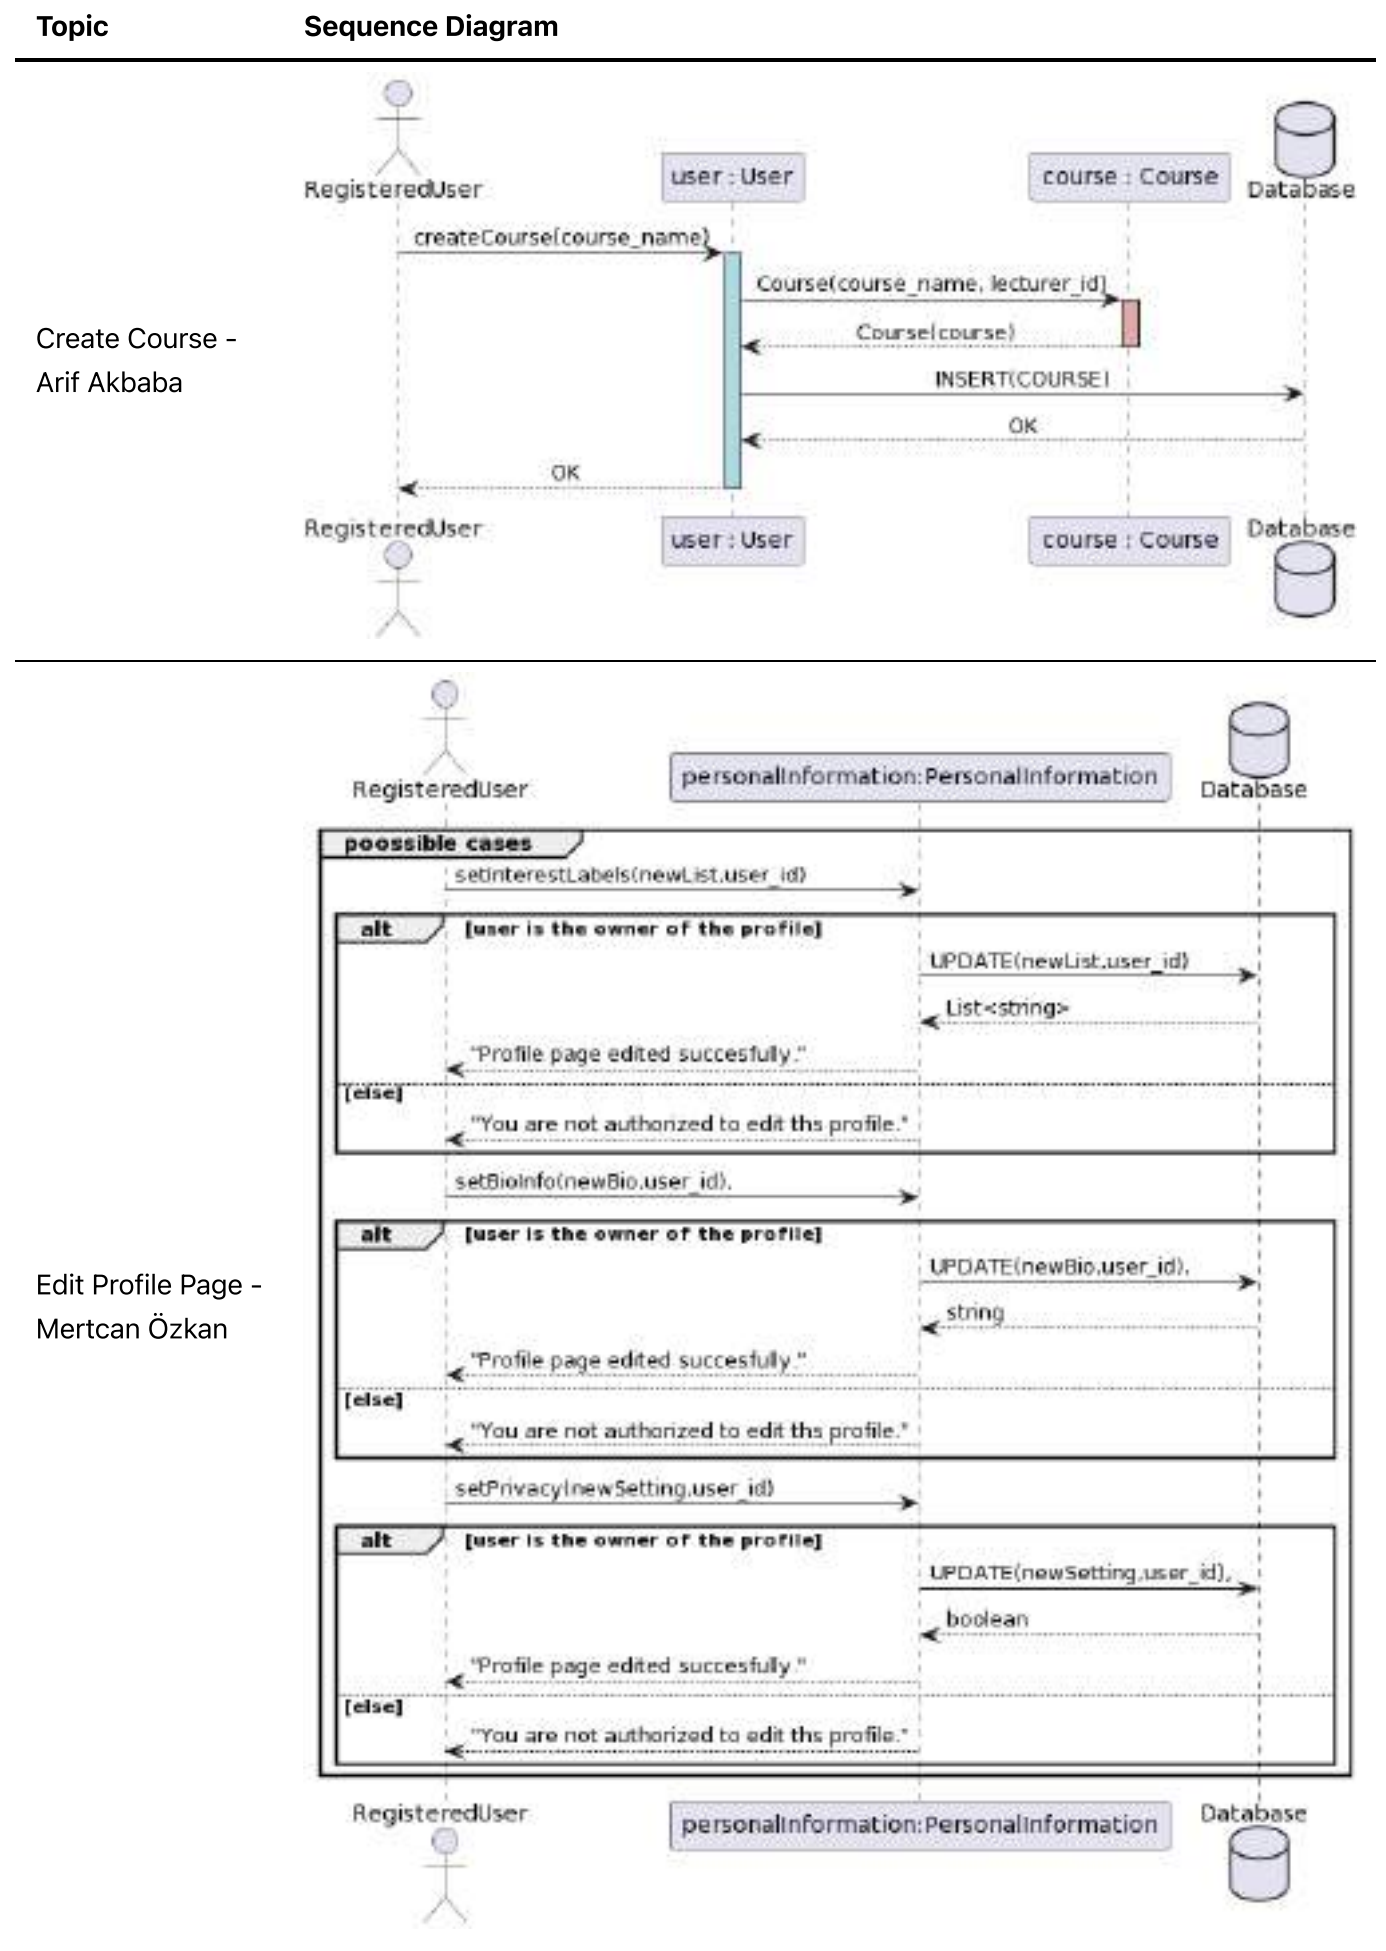 Topic Sequence Diagram
RegisteredUser
user : User
course : Course
Database
createCourse(course_name)
Course(course_name, lecturer_id)
Course(course)
INSERT(COURSE)
OK
OK
Create Course -
Arif Akbaba
RegisteredUser
user : User
course : Course
Database
RegisteredUser
personalInformation:PersonalInformation
Database
poossible cases
setInterestLabels(newList,user_id)
alt [user is the owner of the profile]
UPDATE(newList,user_id)
List<string>
"Profile page edited succesfully."
[else]
"You are not authorized to edit ths profile."
setBioInfo(newBio,user_id).
alt [user is the owner of the profile]
UPDATE(newBio,user_id).
string
"Profile page edited succesfully."
[else]
"You are not authorized to edit ths profile."
setPrivacy(newSetting,user_id)
alt [user is the owner of the profile]
UPDATE(newSetting,user_id).
boolean
"Profile page edited succesfully."
[else]
"You are not authorized to edit ths profile."
Edit Profile Page -
Mertcan Özkan
RegisteredUser
personalInformation:PersonalInformation
Database